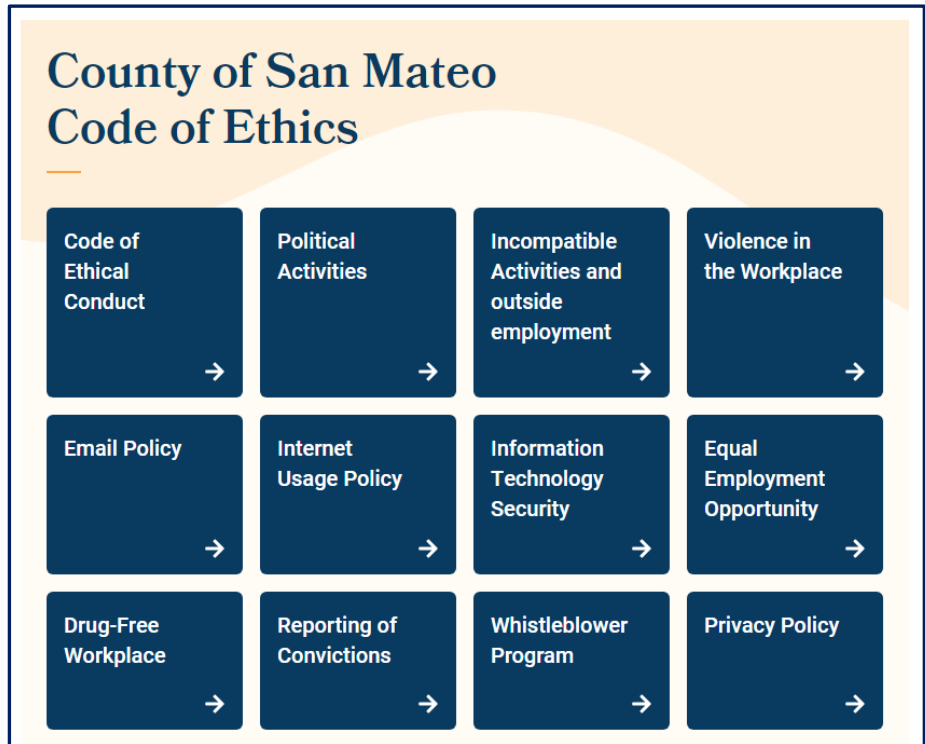 County of San Mateo
Code of Ethics
Code of
Ethical
Conduct
Political
Activities
Incompatible
Activities and
outside
employment
Violence in
the Workplace
Email Policy
Internet
Usage Policy
Information
Technology
Security
Equal
Employment
Opportunity
Drug-Free
Workplace
Reporting of
Convictions
Whistleblower
Program
Privacy Policy